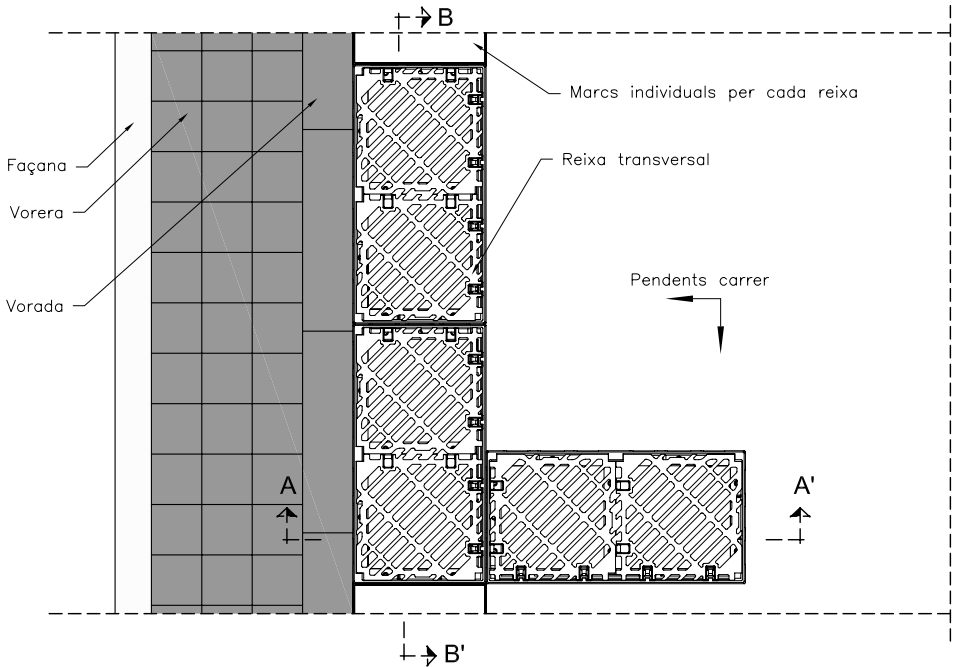 B
Marcs individuals per cada reixa
Façana
Reixa transversal
Vorera
Pendents carrer
Vorada
A
A'
B'